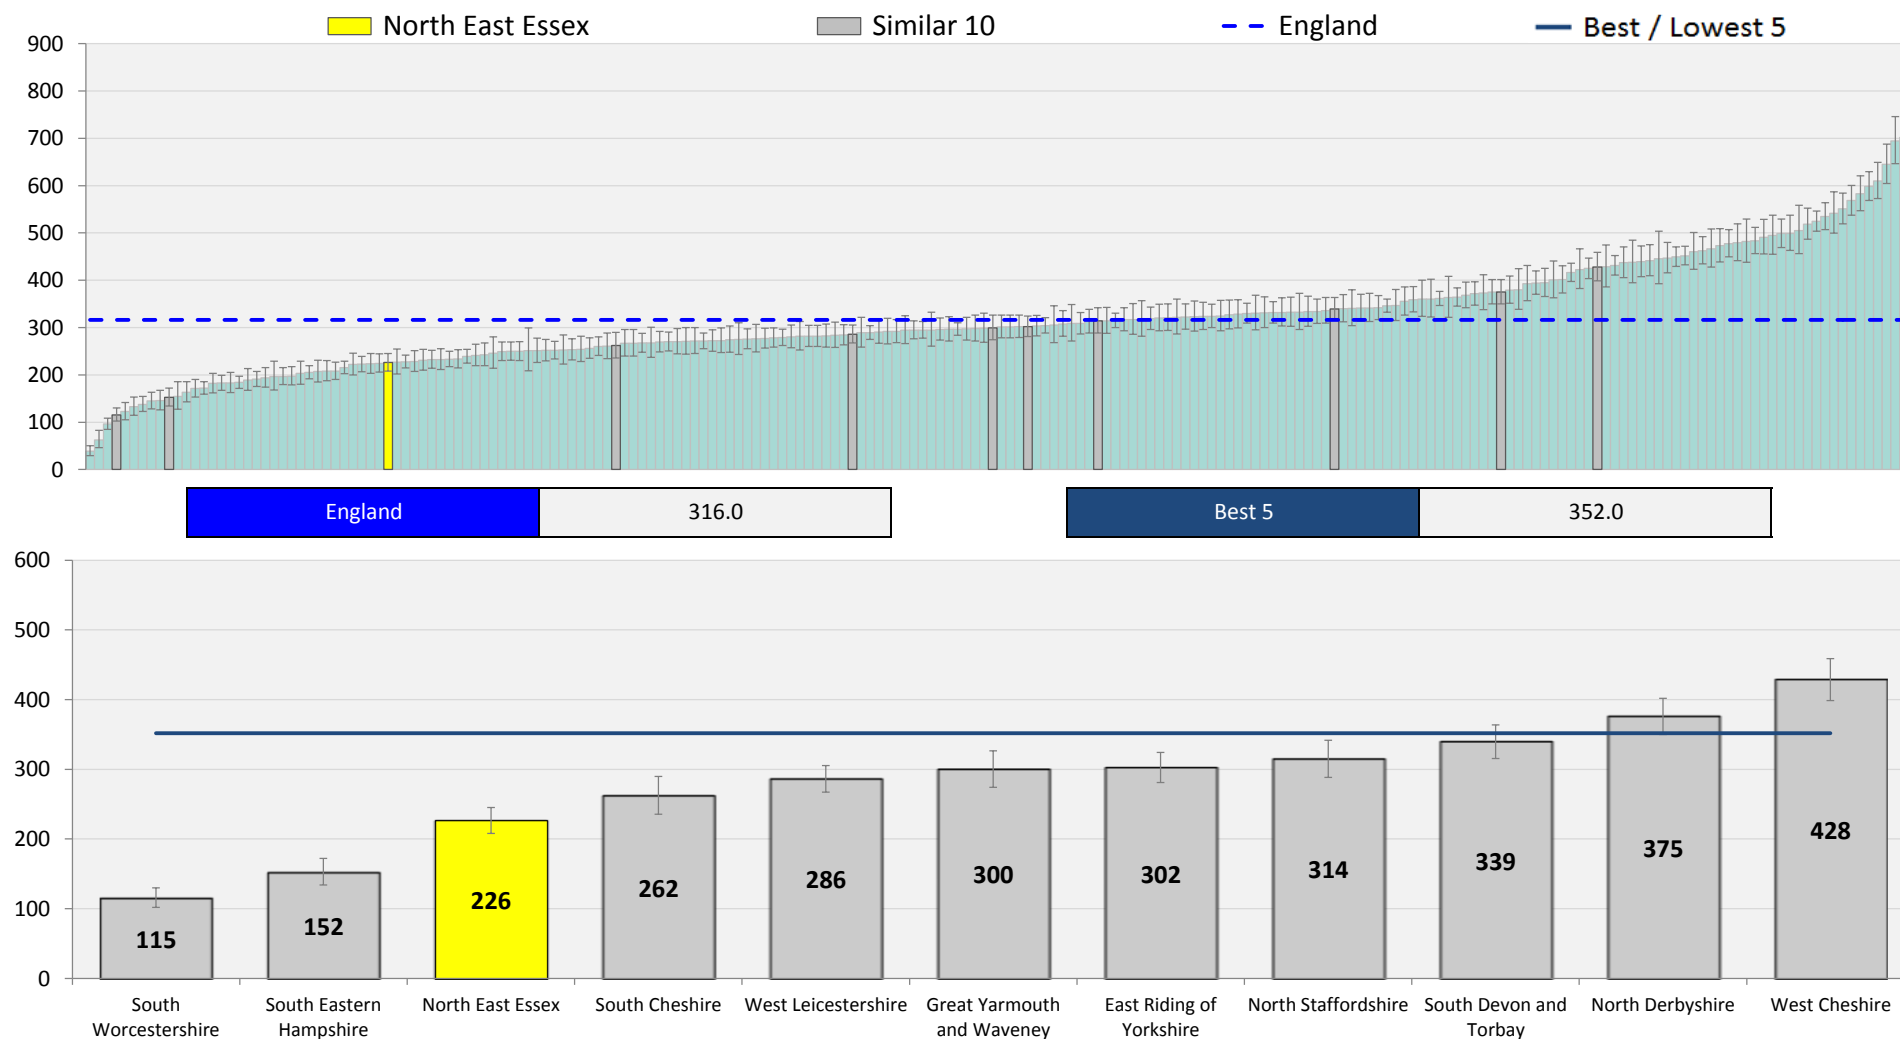 North East Essex
Similar 10
England
Best / Lowest 5
900
800
700
600
500
400
300
200
100
0
England
316.0
Best 5
352.0
600
500
400
300
200
100
0
115
152
226
262
286
300
302
314
339
375
428
South
Worcestershire
South Eastern
Hampshire
North East Essex
South Cheshire
West Leicestershire
Great Yarmouth
and Waveney
East Riding of
Yorkshire
North Staffordshire
South Devon and
Torbay
North Derbyshire
West Cheshire